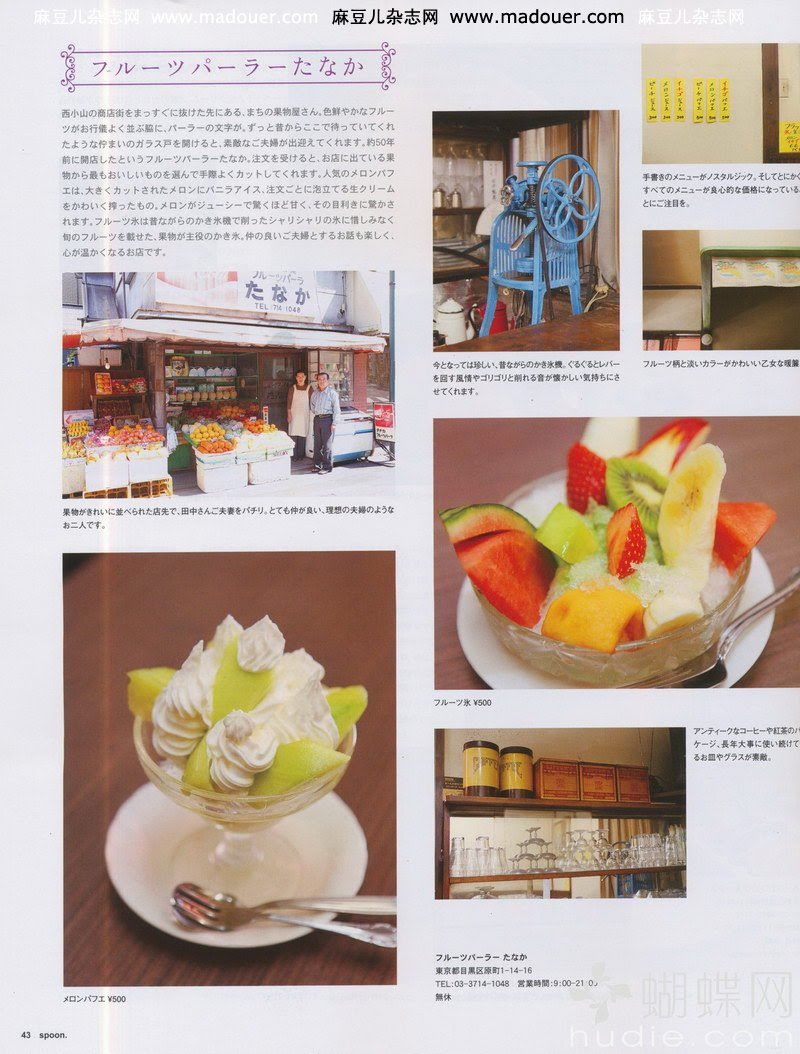 麻豆儿杂志网 www.madouer.com 麻豆儿杂志网 www.madouer.com 麻豆儿杂志网
フルーツパーラーたなか
西小山の商店街をまっすぐに抜けた先にある、まちの果物屋さん。色鮮やかなフルー
ツがお行儀よく並ぶ脇に、パーラーの文字が。ずっと昔からここで待っていてくれ
たような佇まいのガラス戸を開けると、素敵なご夫婦が出迎えてくれます。約50年
前に開店したというフルーツパーラーたなか。注文を受けると、お店に出ている果
物から最もおいしいものを選んで手際よくカットしてくれます。人気のメロンパフ
ェは、大きくカットされたメロンにバニラアイス、注文ごとに泡立てる生クリーム
をかわいく搾ったもの。メロンがジューシーで驚くほど甘く、その目利きに驚かさ
れます。フルーツ氷は昔ながらのかき氷機で削ったシャリシャリの氷に惜しみなく
旬のフルーツを載せた、果物が主役のかき氷。仲の良いご夫婦とするお話も楽しく、
心が温かくなるお店です。
フルーツパーラ
たなか
TEL 714 1048
果物がきれいに並べられた店先で、田中さんご夫妻をパチリ。とても仲が良い、理想の夫婦のような
お二人です。
メロンパフエ ¥500
今となっては珍しい、昔ながらのかき氷機。ぐるぐるとレバー
を回す風情やゴリゴリと削れる音が懐かしい気持ちにさ
せてくれます。
イチゴパフエ 500
メロンパフエ 500
手書きのメニューがノスタルジック。そしてとにかく
すべてのメニューが良心的な価格になっている
とにご注目を。
フルーツ柄と淡いカラーがかわいい乙女な暖簾
フルーツ氷 ¥500
アンティークなコーヒーや紅茶のパ
ケージ、長年大事に使い続けて
るお皿やグラスが素敵。
COFFEE
フルーツパーラー たなか
東京都目黒区原町1-14-16
TEL:03-3714-1048 営業時間:9:00-21:00
無休
43 spoon.
蝴蝶网
hudie.com